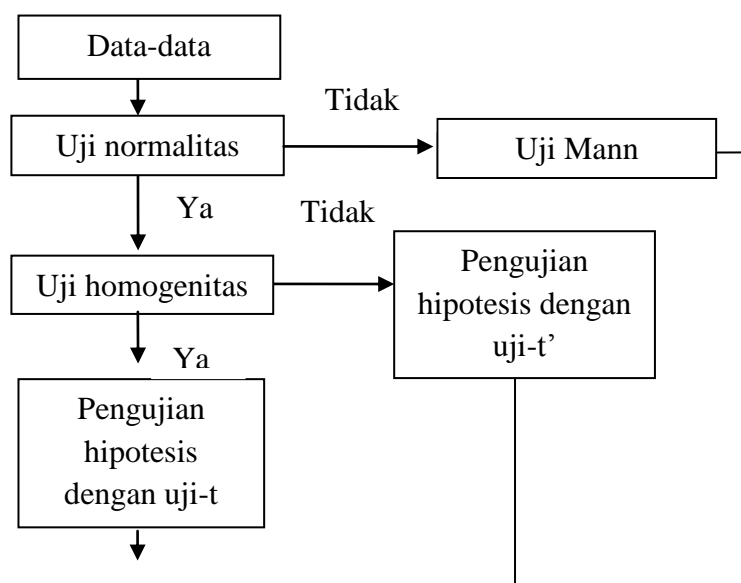 Data-data
Tidak
Uji normalitas
Uji Mann
Ya
Tidak
Uji homogenitas
Pengujian
hipotesis dengan
uji-t’
Ya
Pengujian
hipotesis
dengan uji-t